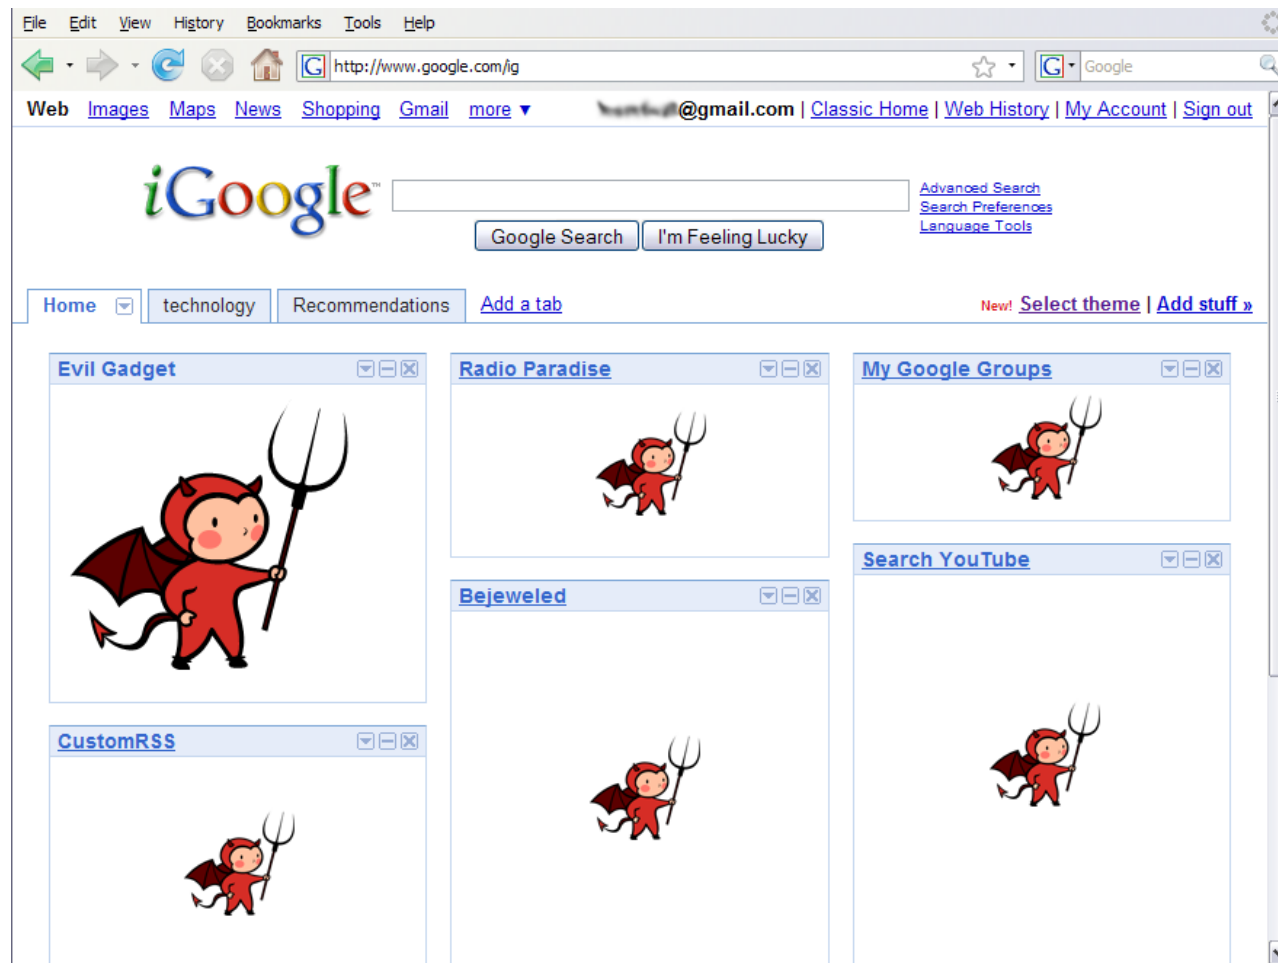 File Edit View History Bookmarks Tools Help
http://www.google.com/ig Google
Web Images Maps News Shopping Gmail more ▼ @gmail.com | Classic Home | Web History | My Account | Sign out
iGoogle™
Advanced Search
Search Preferences
Language Tools
Google Search I'm Feeling Lucky
Home technology Recommendations Add a tab New! Select theme | Add stuff »
Evil Gadget Radio Paradise My Google Groups
Search YouTube
Bejeweled
CustomRSS